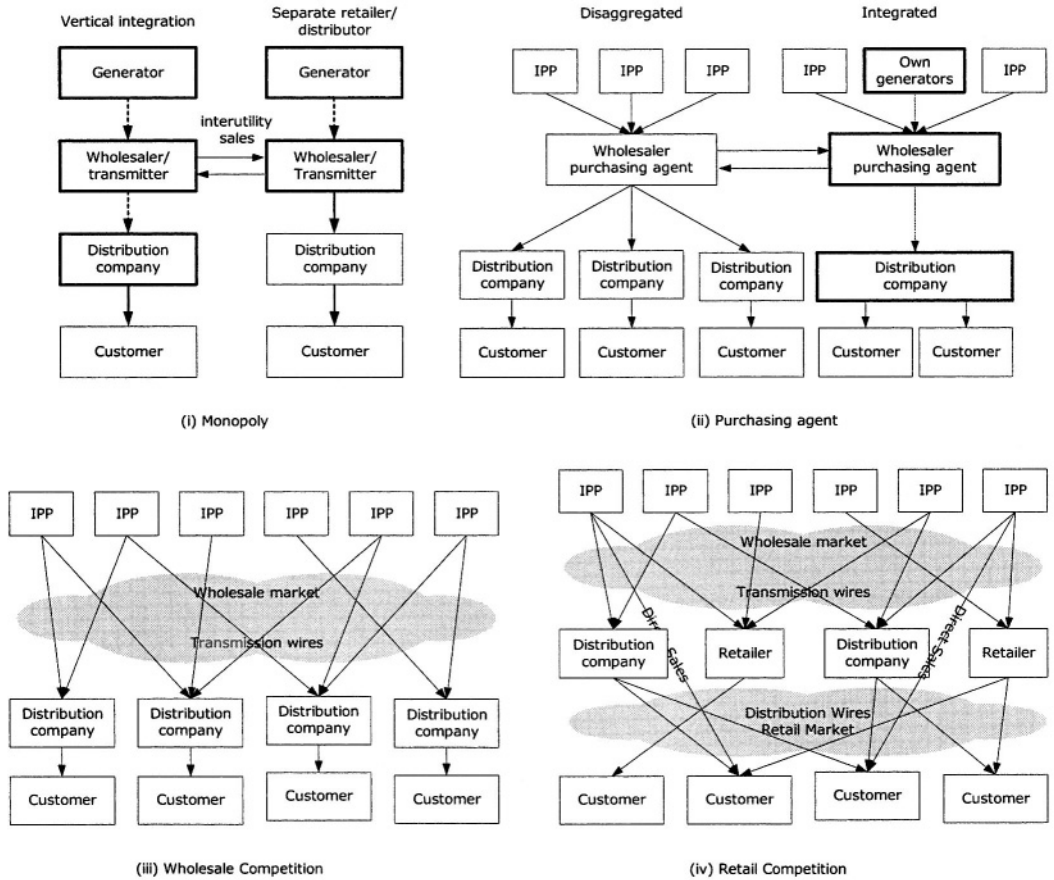 Vertical integration
Separate retailer/
distributor
Generator
Generator
interutility
sales
Wholesaler/
transmitter
Wholesaler/
Transmitter
Distribution
company
Distribution
company
Customer
Customer
(i) Monopoly
Disaggregated
Integrated
IPP
IPP
IPP
IPP
Own
generators
IPP
Wholesaler
purchasing agent
Wholesaler
purchasing agent
Distribution
company
Distribution
company
Distribution
company
Distribution
company
Customer
Customer
Customer
Customer
Customer
(ii) Purchasing agent
IPP
IPP
IPP
IPP
IPP
IPP
Wholesale market
Transmission wires
Distribution
company
Distribution
company
Distribution
company
Distribution
company
Customer
Customer
Customer
Customer
(iii) Wholesale Competition
IPP
IPP
IPP
IPP
IPP
IPP
Wholesale market
Transmission wires
Sales
Direct Sales
Distribution
company
Retailer
Distribution
company
Retailer
Distribution Wires
Retail Market
Customer
Customer
Customer
Customer
(iv) Retail Competition